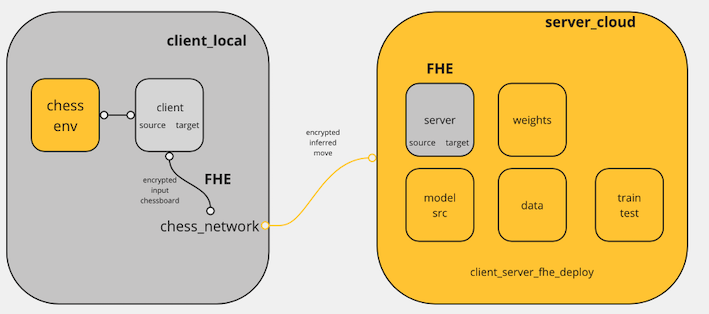 client_local
chess
env
client
source target
encrypted
input
chessboard
FHE
chess_network
encrypted
inferred
move
server_cloud
FHE
server
source target
weights
model
src
data
train
test
client_server_fhe_deploy